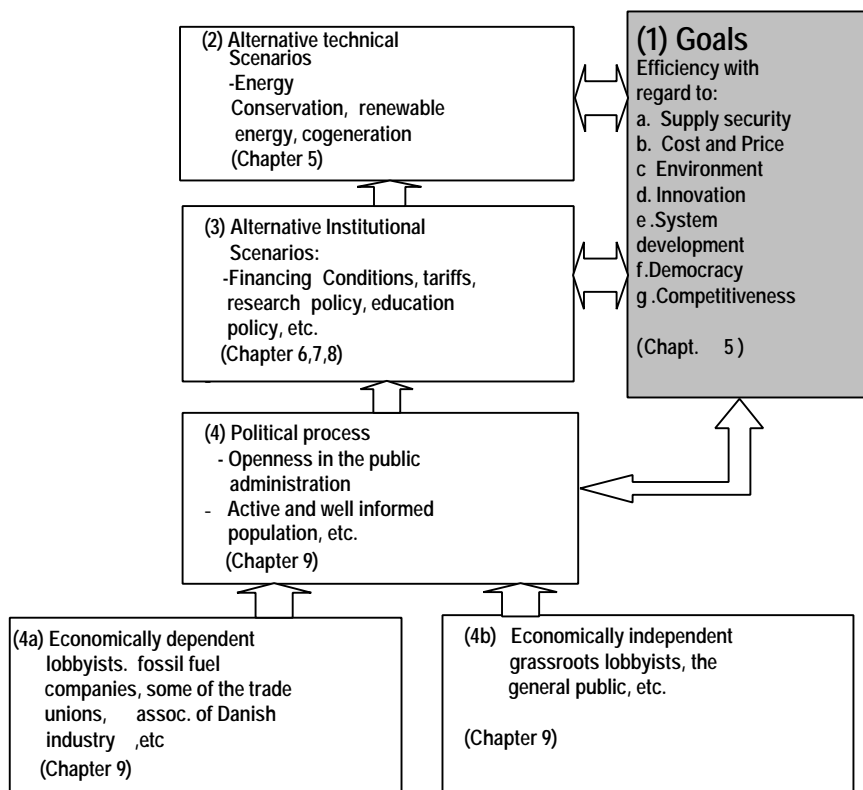 (2) Alternative technical
Scenarios
-Energy
Conservation, renewable
energy, cogeneration
(Chapter 5)
(1) Goals
Efficiency with
regard to:
a. Supply security
b. Cost and Price
c Environment
d. Innovation
e .System
development
f.Democracy
g .Competitiveness
(Chapt. 5 )
(3) Alternative Institutional
Scenarios:
-Financing Conditions, tariffs,
research policy, education
policy, etc.
(Chapter 6,7,8)
(4) Political process
- Openness in the public
administration
- Active and well informed
population, etc.
(Chapter 9)
(4a) Economically dependent
lobbyists. fossil fuel
companies, some of the trade
unions, assoc. of Danish
industry ,etc
(Chapter 9)
(4b) Economically independent
grassroots lobbyists, the
general public, etc.
(Chapter 9)